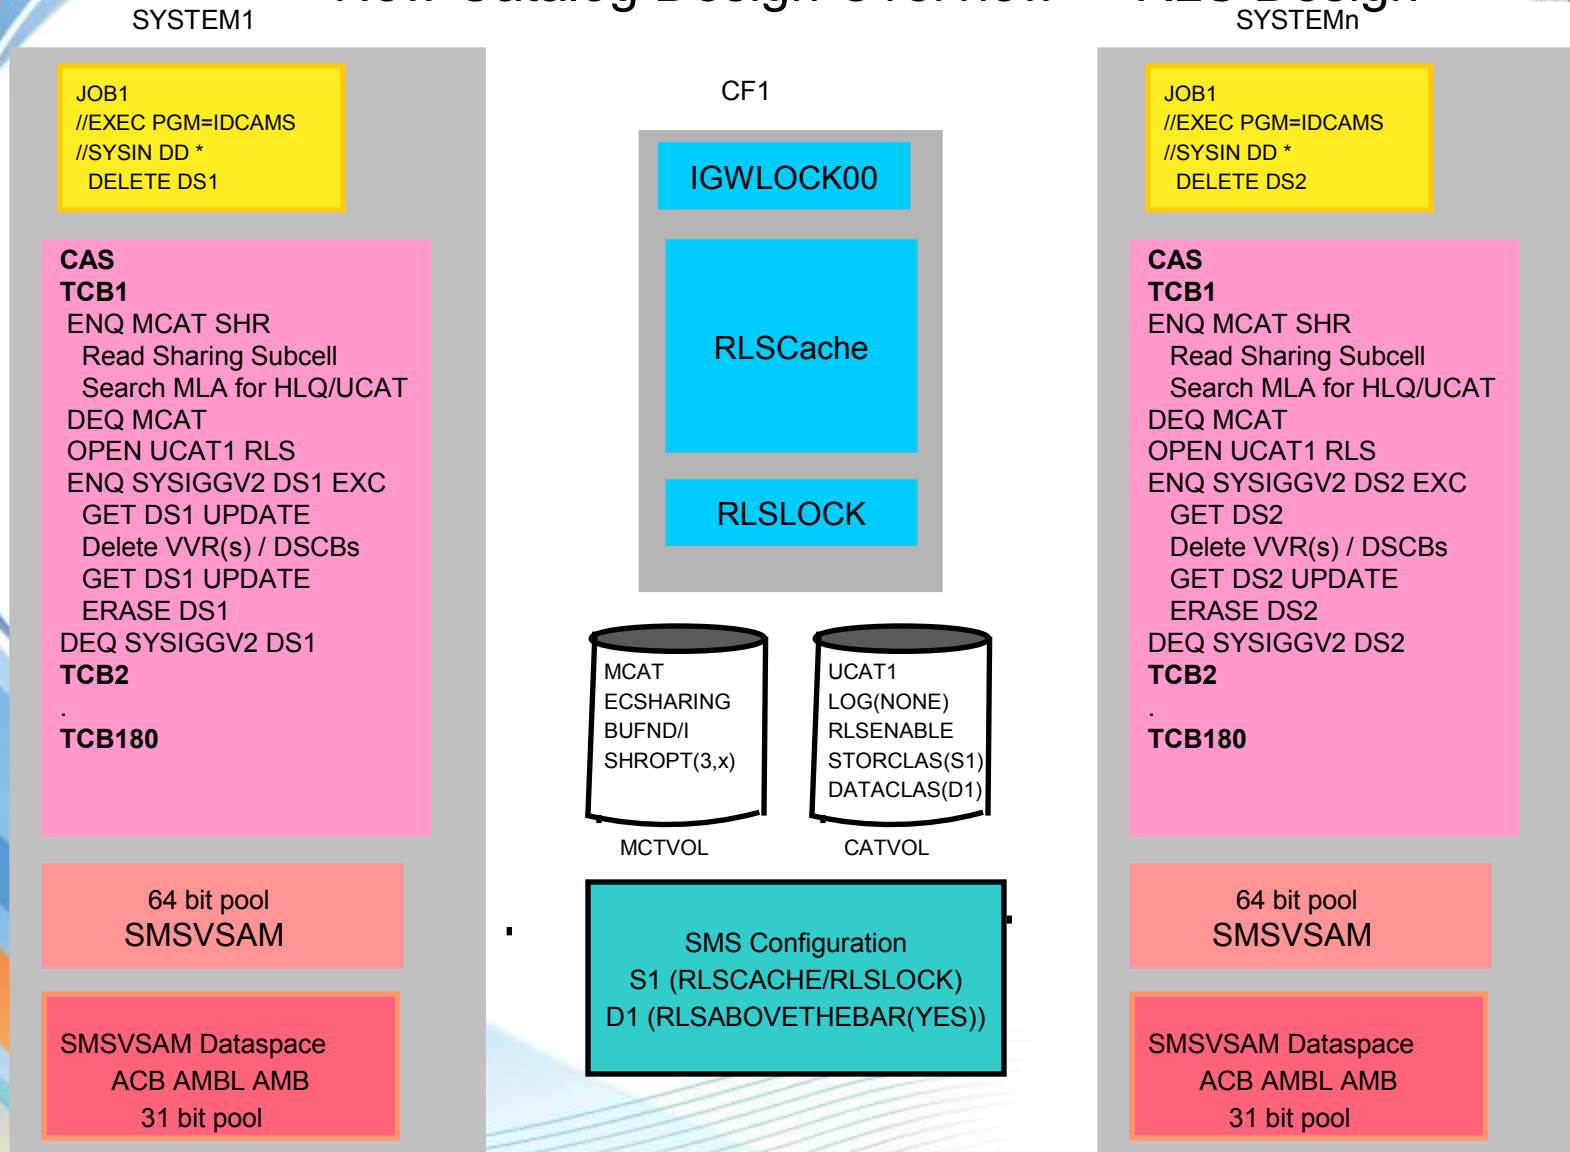 SYSTEM1
JOB1
//EXEC PGM=IDCAMS
//SYSIN DD *
DELETE DS1
CAS
TCB1
ENQ MCAT SHR
Read Sharing Subcell
Search MLA for HLQ/UCAT
DEQ MCAT
OPEN UCAT1 RLS
ENQ SYSIGGV2 DS1 EXC
GET DS1 UPDATE
Delete VVR(s) / DSCBs
GET DS1 UPDATE
ERASE DS1
DEQ SYSIGGV2 DS1
TCB2
.
TCB180
64 bit pool
SMSVSAM
SMSVSAM Dataspace
ACB AMBL AMB
31 bit pool
CF1
IGWLOCK00
RLSCache
RLSLOCK
MCAT
ECSHARING
BUFND/I
SHROPT(3,x)
MCTVOL
UCAT1
LOG(NONE)
RLSENABLE
STORCLAS(S1)
DATACLAS(D1)
CATVOL
SMS Configuration
S1 (RLSCACHE/RLSLOCK)
D1 (RLSABOVETHEBAR(YES))
SYSTEMn
JOB1
//EXEC PGM=IDCAMS
//SYSIN DD *
DELETE DS2
CAS
TCB1
ENQ MCAT SHR
Read Sharing Subcell
Search MLA for HLQ/UCAT
DEQ MCAT
OPEN UCAT1 RLS
ENQ SYSIGGV2 DS2 EXC
GET DS2
Delete VVR(s) / DSCBs
GET DS2 UPDATE
ERASE DS2
DEQ SYSIGGV2 DS2
TCB2
.
TCB180
64 bit pool
SMSVSAM
SMSVSAM Dataspace
ACB AMBL AMB
31 bit pool